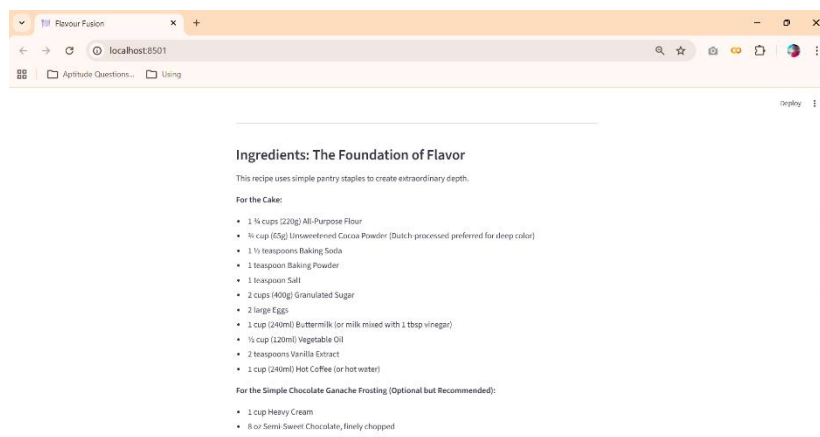 Flavour Fusion
localhost:8501
Aptitude Questions... Using
Deploy
Ingredients: The Foundation of Flavor
This recipe uses simple pantry staples to create extraordinary depth.
For the Cake:
• 1 ¾ cups (220g) All-Purpose Flour
• ¾ cup (65g) Unsweetened Cocoa Powder (Dutch-processed preferred for deep color)
• 1 ½ teaspoons Baking Soda
• 1 teaspoon Baking Powder
• 1 teaspoon Salt
• 2 cups (400g) Granulated Sugar
• 2 large Eggs
• 1 cup (240ml) Buttermilk (or milk mixed with 1 tbsp vinegar)
• ½ cup (120ml) Vegetable Oil
• 2 teaspoons Vanilla Extract
• 1 cup (240ml) Hot Coffee (or hot water)
For the Simple Chocolate Ganache Frosting (Optional but Recommended):
• 1 cup Heavy Cream
• 8 oz Semi-Sweet Chocolate, finely chopped